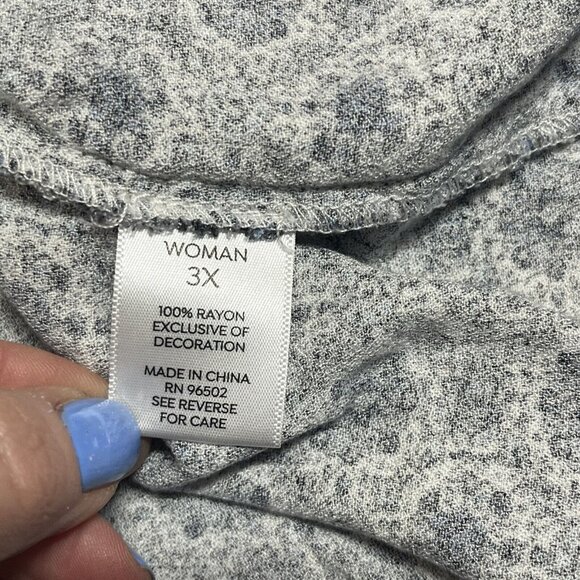 WOMAN
3X
100% RAYON
EXCLUSIVE OF
DECORATION
MADE IN CHINA
RN 96502
SEE REVERSE
FOR CARE